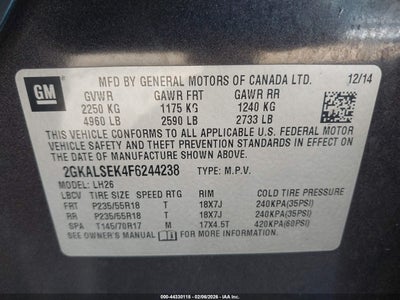 GM
MFD BY GENERAL MOTORS OF CANADA LTD. 12/14
GVWR GAWR FRT GAWR RR
2250 KG 1175 KG 1240 KG
4960 LB 2590 LB 2733 LB
THIS VEHICLE CONFORMS TO ALL APPLICABLE U.S. FEDERAL MOTOR
VEHICLE SAFETY AND THEFT PREVENTION STANDARDS IN EFFECT
ON THE DATE OF MANUFACTURE SHOWN ABOVE.
2GKALSEK4F6244238 TYPE: M.P.V.
MODEL: LH26
LBCV TIRE SIZE SPEED RTG RIM COLD TIRE PRESSURE
FRT P235/55R18 T 18X7J 240KPA(35PSI)
RR P235/55R18 T 18X7J 240KPA(35PSI)
SPA T145/70R17 M 17X4.5T 420KPA(60PSI)
SEE OWNER'S MANUAL FOR MORE INFORMATION.
000-44330116 - 02/06/2026 - IAA